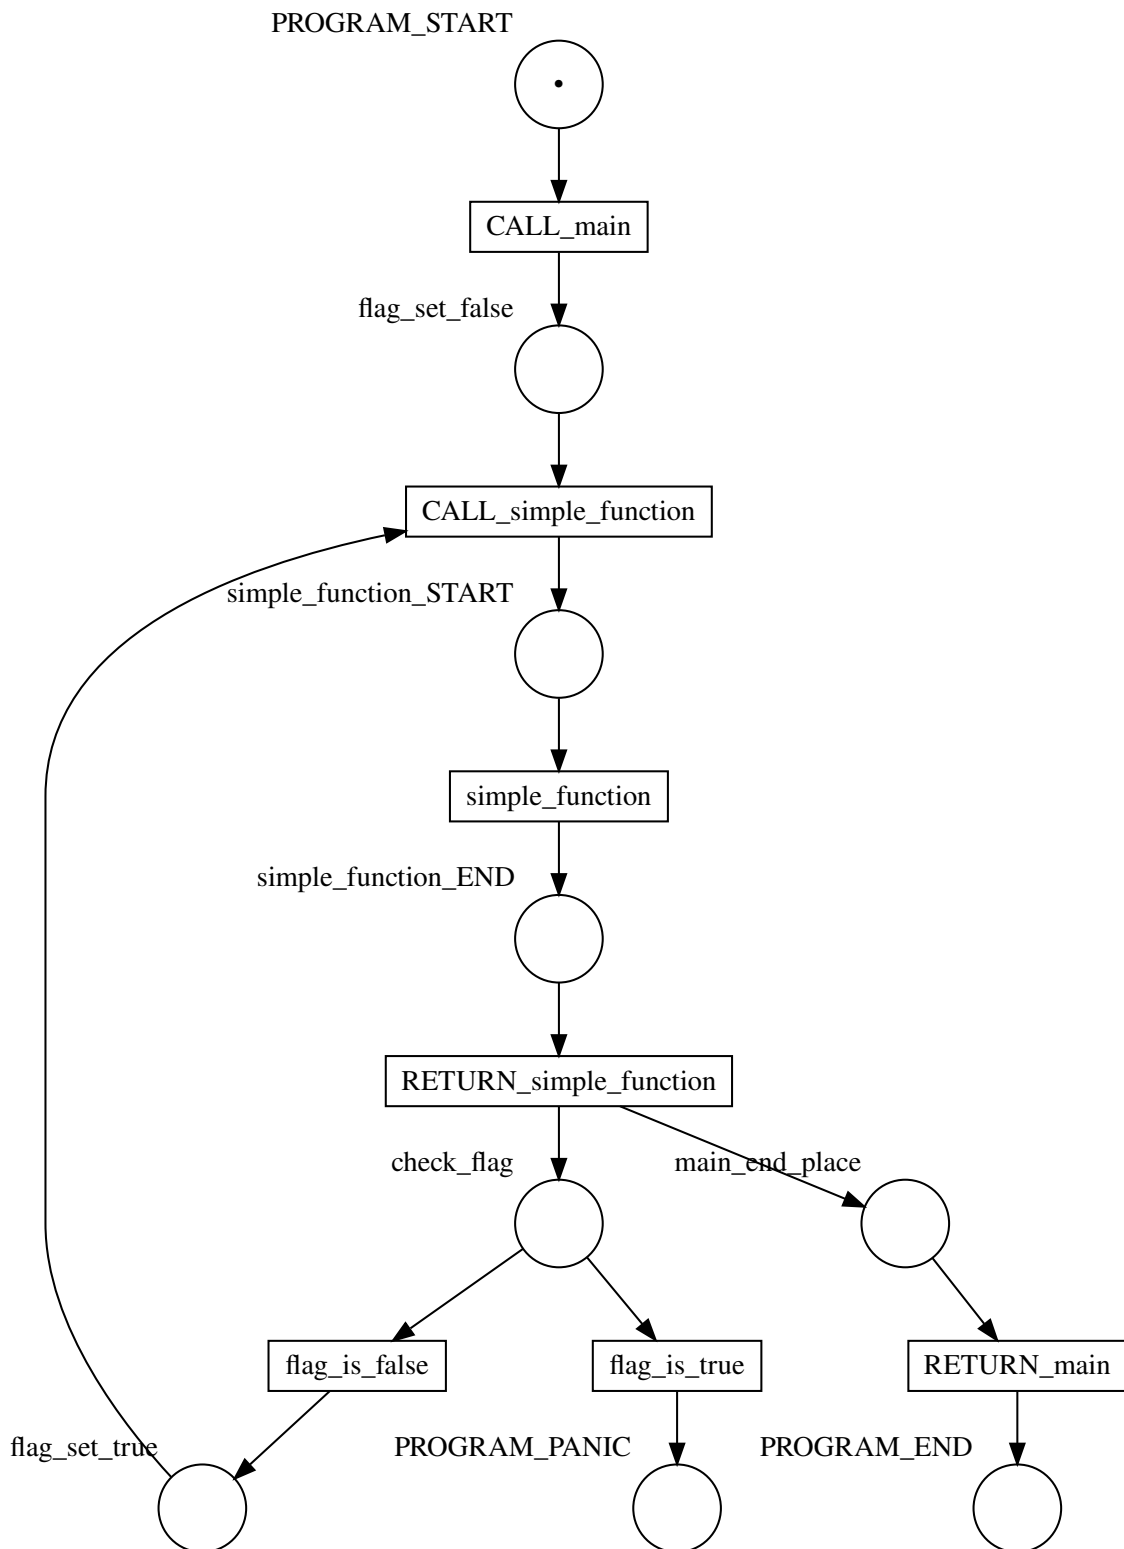 PROGRAM_START
CALL_main
flag_set_false
CALL_simple_function
simple_function_START
simple_function
simple_function_END
RETURN_simple_function
check_flag
main_end_place
flag_is_false
flag_is_true
RETURN_main
flag_set_true
PROGRAM_PANIC
PROGRAM_END